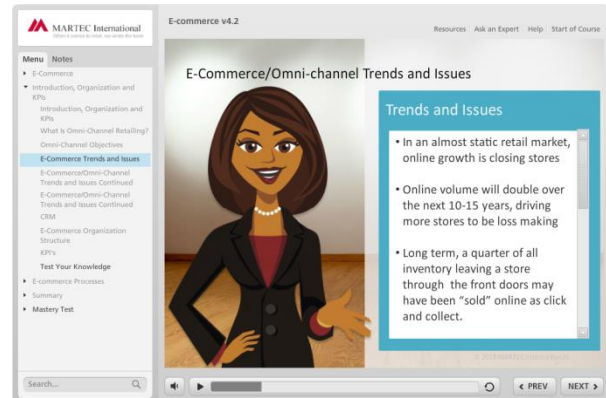 MARTEC International
E-commerce v4.2
Resources Ask an Expert Help Start of Course
Menu Notes
E-Commerce
Introduction, Organization and
KPIs
Introduction, Organization and
KPIs
What Is Omni-Channel Retailing?
Omni-Channel Objectives
E-Commerce Trends and Issues
E-Commerce/Omni-Channel
Trends and Issues Continued
E-Commerce/Omni-Channel
Trends and Issues Continued
CRM
E-Commerce Organization
Structure
KPI's
Test Your Knowledge
E-commerce Processes
Summary
Mastery Test
Search...
E-Commerce/Omni-channel Trends and Issues
Trends and Issues
• In an almost static retail market,
online growth is closing stores
• Online volume will double over
the next 10-15 years, driving
more stores to be loss making
• Long term, a quarter of all
inventory leaving a store
through the front doors may
have been "sold" online as click
and collect.
PREV NEXT